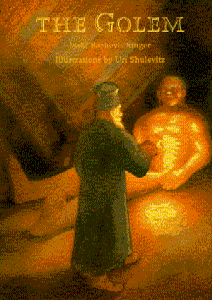 THE GOLEM
Isaac Bashevis Singer
Illustrations by Uri Shulevitz